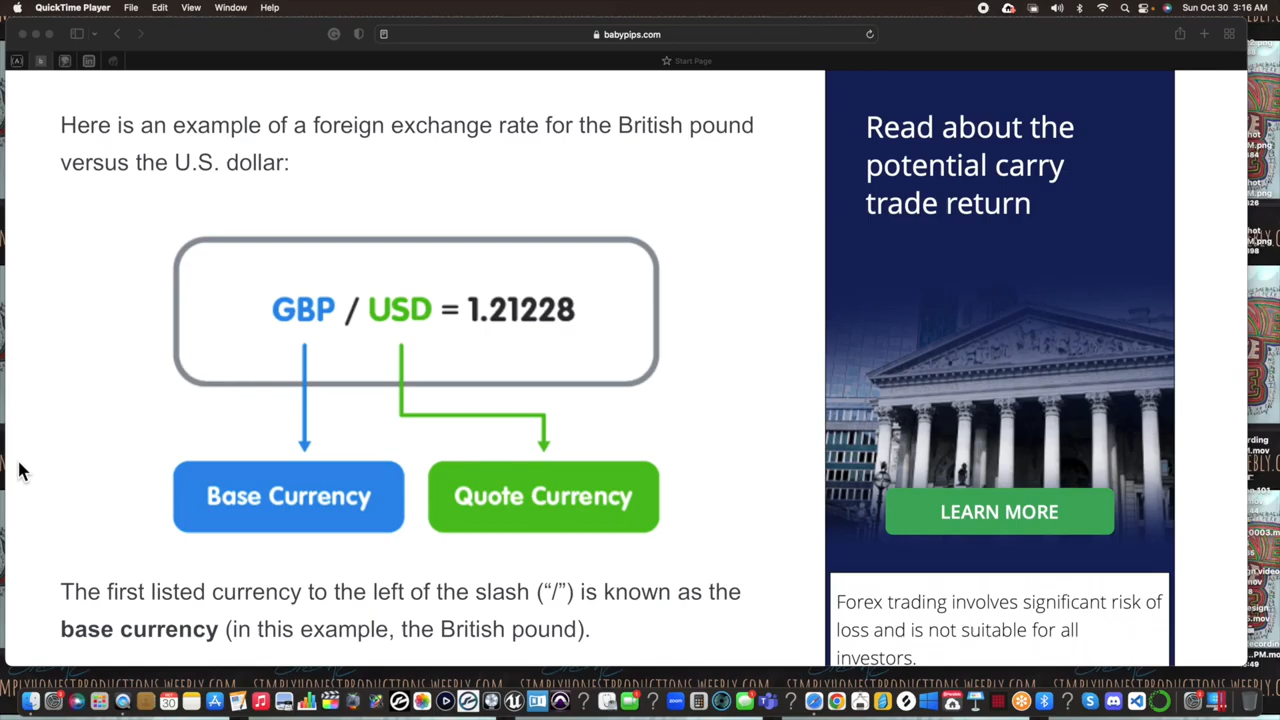 QuickTime Player File Edit View Window Help Sun Oct 30 3:16 AM
babypips.com
Start Page
Here is an example of a foreign exchange rate for the British pound
versus the U.S. dollar:
GBP / USD = 1.21228
Base Currency Quote Currency
The first listed currency to the left of the slash (“/”) is known as the
base currency (in this example, the British pound).
Read about the
potential carry
trade return
LEARN MORE
Forex trading involves significant risk of
loss and is not suitable for all
investors.